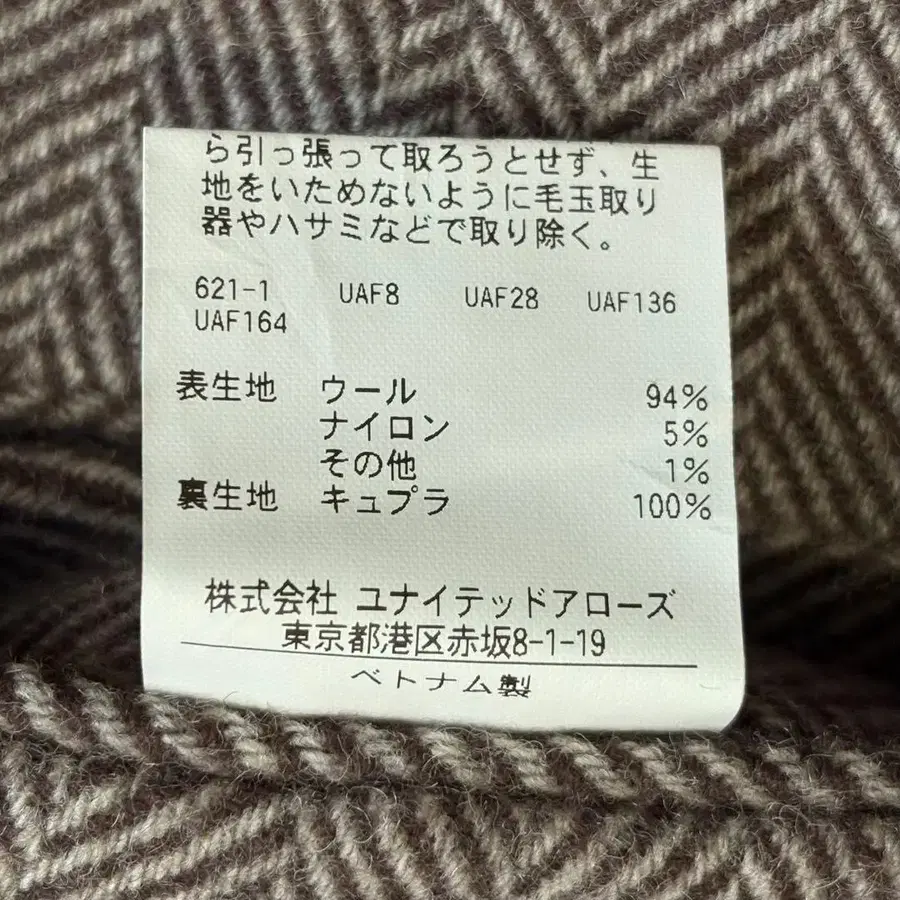 ら引っ張って取ろうとせず、生
地をいためないように毛玉取り
器やハサミなどで取り除く。
621-1 UAF8 UAF28 UAF136
UAF164
表生地 ウール 94%
ナイロン 5%
その他 1%
裏生地 キュプラ 100%
株式会社 ユナイテッドアローズ
東京都港区赤坂8-1-19
ベトナム製